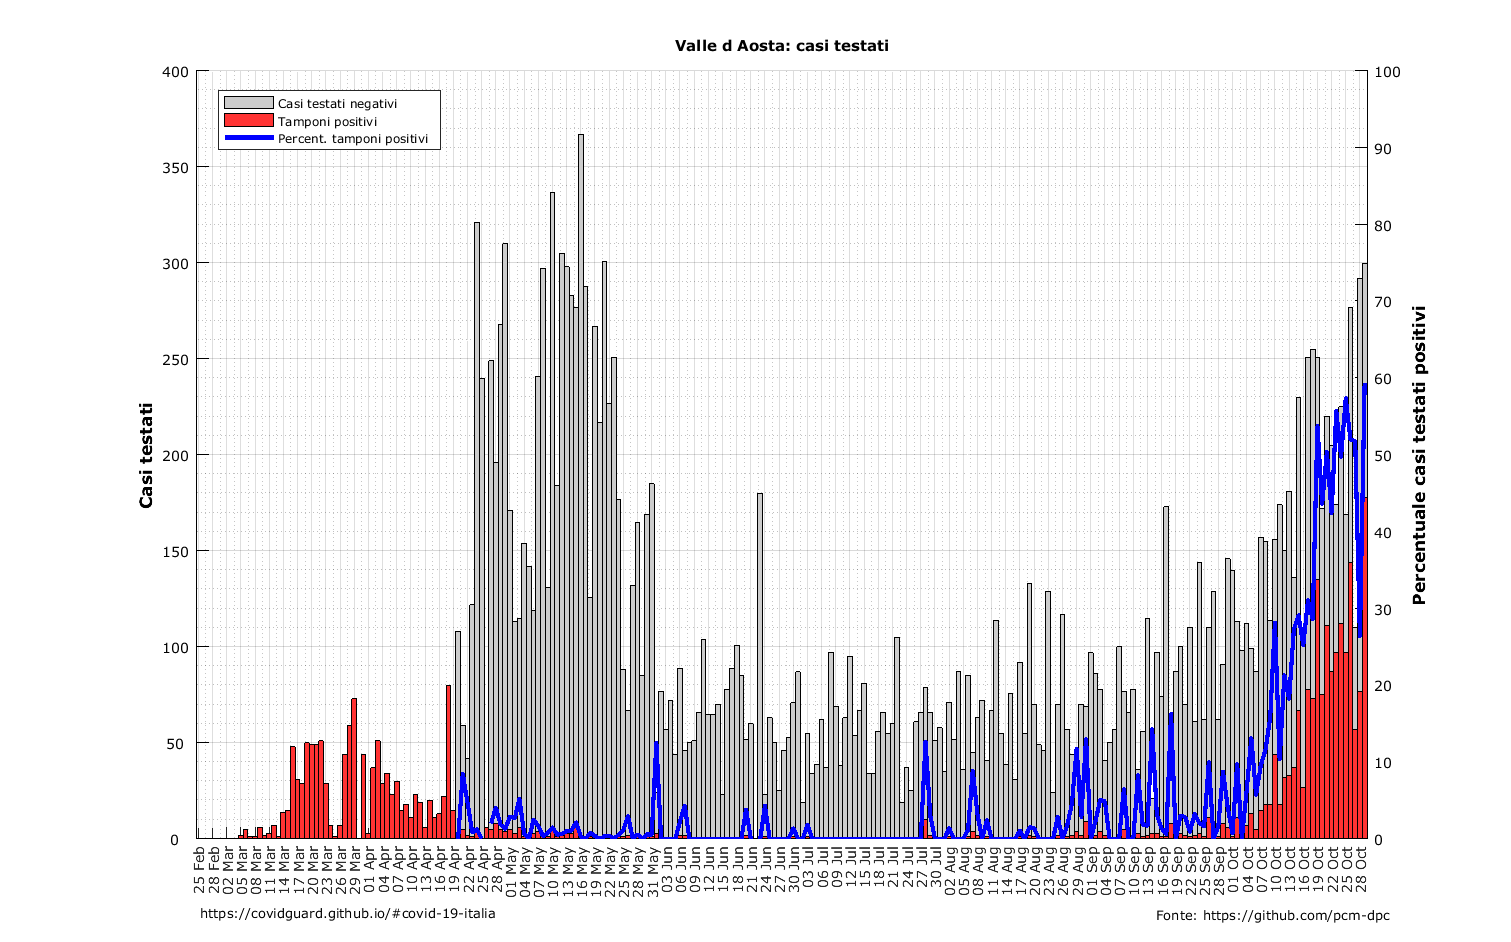 Valle d Aosta: casi testati
Casi testati negativi
Tamponi positivi
Percent. tamponi positivi
Casi testati
Percentuale casi testati positivi
400
350
300
250
200
150
100
50
0
100
90
80
70
60
50
40
30
20
10
0
25 Feb
28 Feb
02 Mar
05 Mar
08 Mar
11 Mar
14 Mar
17 Mar
20 Mar
23 Mar
26 Mar
29 Mar
01 Apr
04 Apr
07 Apr
10 Apr
13 Apr
16 Apr
19 Apr
22 Apr
25 Apr
28 Apr
01 May
04 May
07 May
10 May
13 May
16 May
19 May
22 May
25 May
28 May
31 May
03 Jun
06 Jun
09 Jun
12 Jun
15 Jun
18 Jun
21 Jun
24 Jun
27 Jun
30 Jun
03 Jul
06 Jul
09 Jul
12 Jul
15 Jul
18 Jul
21 Jul
24 Jul
27 Jul
30 Jul
02 Aug
05 Aug
08 Aug
11 Aug
14 Aug
17 Aug
20 Aug
23 Aug
26 Aug
29 Aug
01 Sep
04 Sep
07 Sep
10 Sep
13 Sep
16 Sep
19 Sep
22 Sep
25 Sep
28 Sep
01 Oct
04 Oct
07 Oct
10 Oct
13 Oct
16 Oct
19 Oct
22 Oct
25 Oct
28 Oct
https://covidguard.github.io/#covid-19-italia
Fonte: https://github.com/pcm-dpc